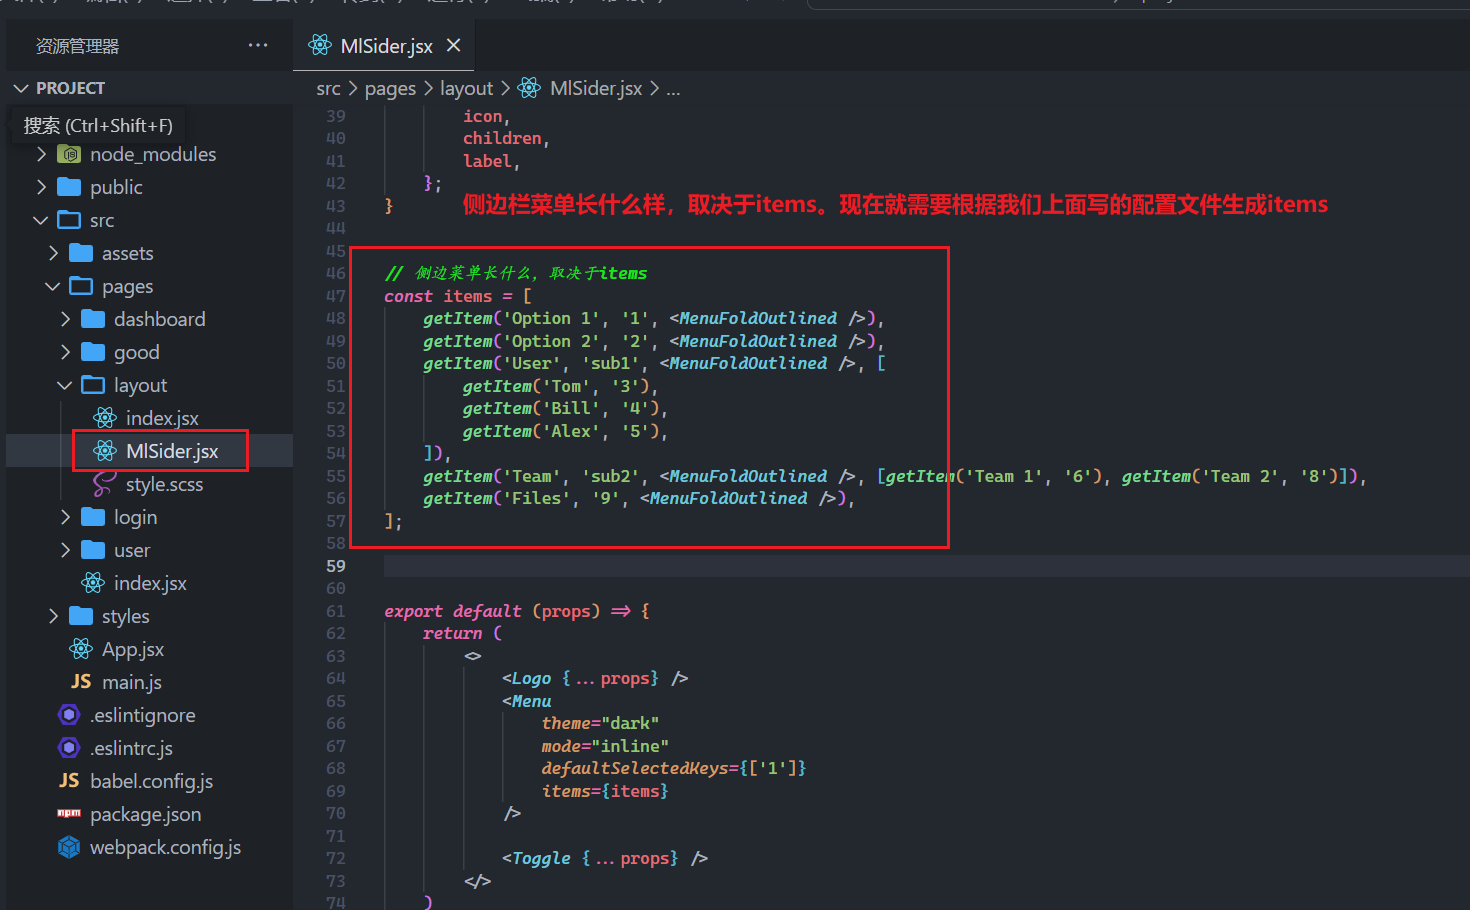 资源管理器
···
MlSider.jsx
PROJECT
src > pages > layout > MlSider.jsx > ...
搜索 (Ctrl+Shift+F)
node_modules
public
src
assets
pages
dashboard
good
layout
index.jsx
MlSider.jsx
style.scss
login
user
index.jsx
styles
App.jsx
JS main.js
.eslintignore
.eslintrc.js
JS babel.config.js
npm package.json
webpack.config.js
39 icon,
40 children,
41 label,
42 };
43 }
侧边栏菜单长什么样，取决于items。现在就需要根据我们上面写的配置文件生成items
44
45
46 // 侧边菜单长什么，取决于items
47 const items = [
48 getItem('Option 1', '1', <MenuFoldOutlined />),
49 getItem('Option 2', '2', <MenuFoldOutlined />),
50 getItem('User', 'sub1', <MenuFoldOutlined />, [
51 getItem('Tom', '3'),
52 getItem('Bill', '4'),
53 getItem('Alex', '5'),
54 ]),
55 getItem('Team', 'sub2', <MenuFoldOutlined />, [getItem('Team 1', '6'), getItem('Team 2', '8')]),
56 getItem('Files', '9', <MenuFoldOutlined />),
57 ];
58
59
60
61 export default (props) => {
62 return (
63 <>
64 <Logo {...props} />
65 <Menu
66 theme="dark"
67 mode="inline"
68 defaultSelectedKeys={['1']}
69 items={items}
70 />
71
72 <Toggle {...props} />
73 </>
74 )